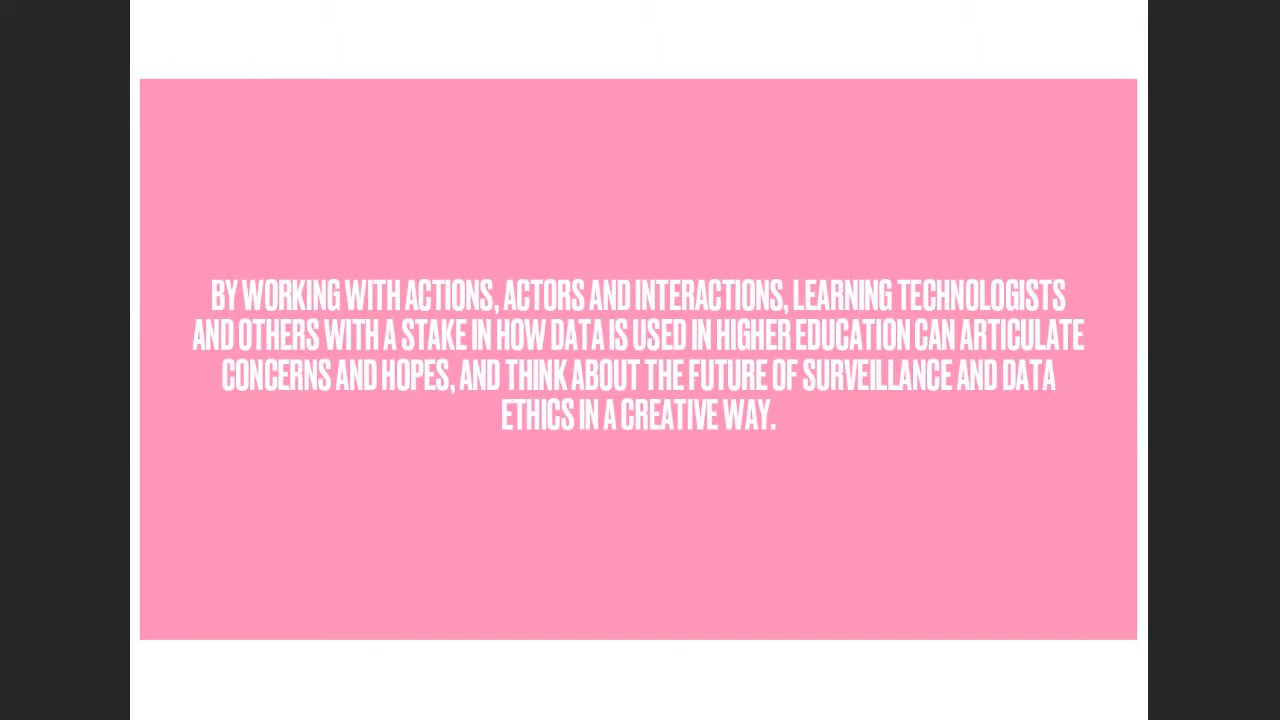 BY WORKING WITH ACTIONS, ACTORS AND INTERACTIONS, LEARNING TECHNOLOGISTS
AND OTHERS WITH A STAKE IN HOW DATA IS USED IN HIGHER EDUCATION CAN ARTICULATE
CONCERNS AND HOPES, AND THINK ABOUT THE FUTURE OF SURVEILLANCE AND DATA
ETHICS IN A CREATIVE WAY.